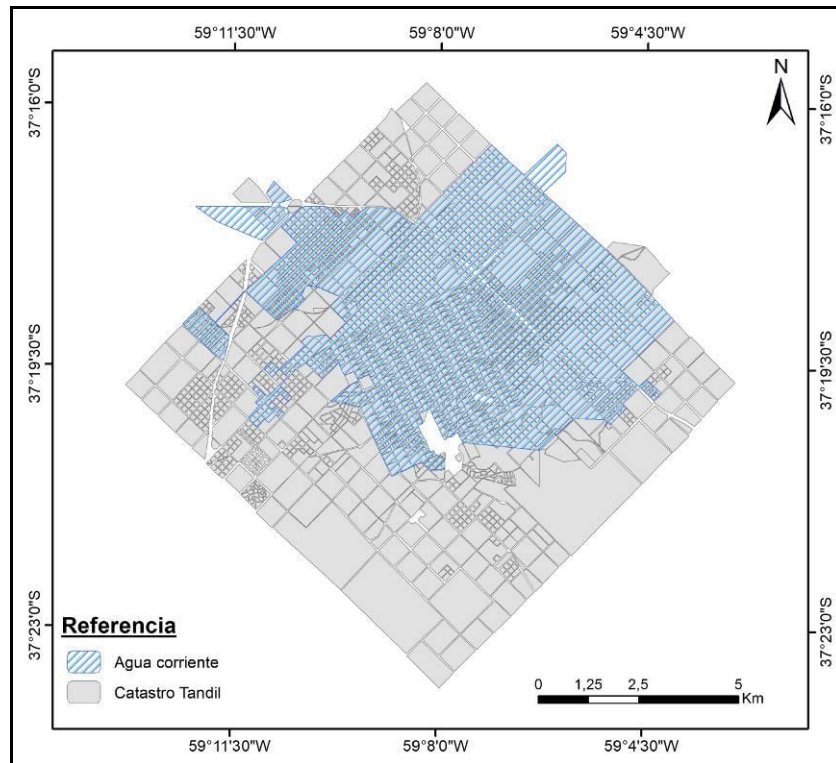 59°11'30"W 59°8'0"W 59°4'30"W
N
37°16'0"S 37°16'0"S
37°19'30"S 37°19'30"S
37°23'0"S 37°23'0"S
Referencia
Agua corriente
Catastro Tandil
0 1,25 2,5 5
Km
59°11'30"W 59°8'0"W 59°4'30"W